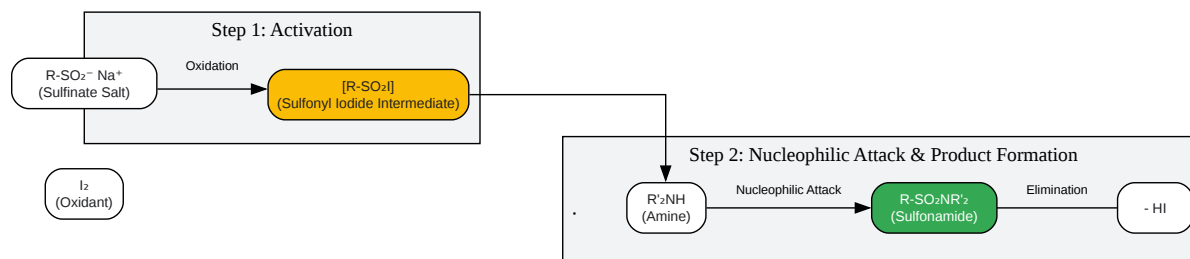 Step 1: Activation
R-SO₂⁻ Na⁺
(Sulfinate Salt)
Oxidation
[R-SO₂I]
(Sulfonyl Iodide Intermediate)
I₂
(Oxidant)
Step 2: Nucleophilic Attack & Product Formation
.
R'₂NH
(Amine)
Nucleophilic Attack
R-SO₂NR'₂
(Sulfonamide)
Elimination
- HI